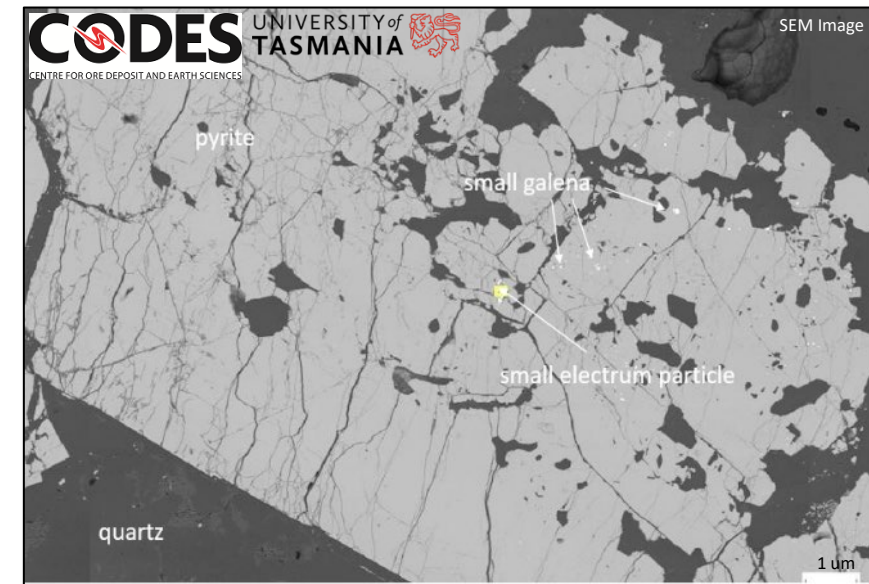 CODES
CENTRE FOR ORE DEPOSIT AND EARTH SCIENCES
UNIVERSITY of
TASMANIA
SEM Image
pyrite
small galena
small electrum particle
quartz
1 um